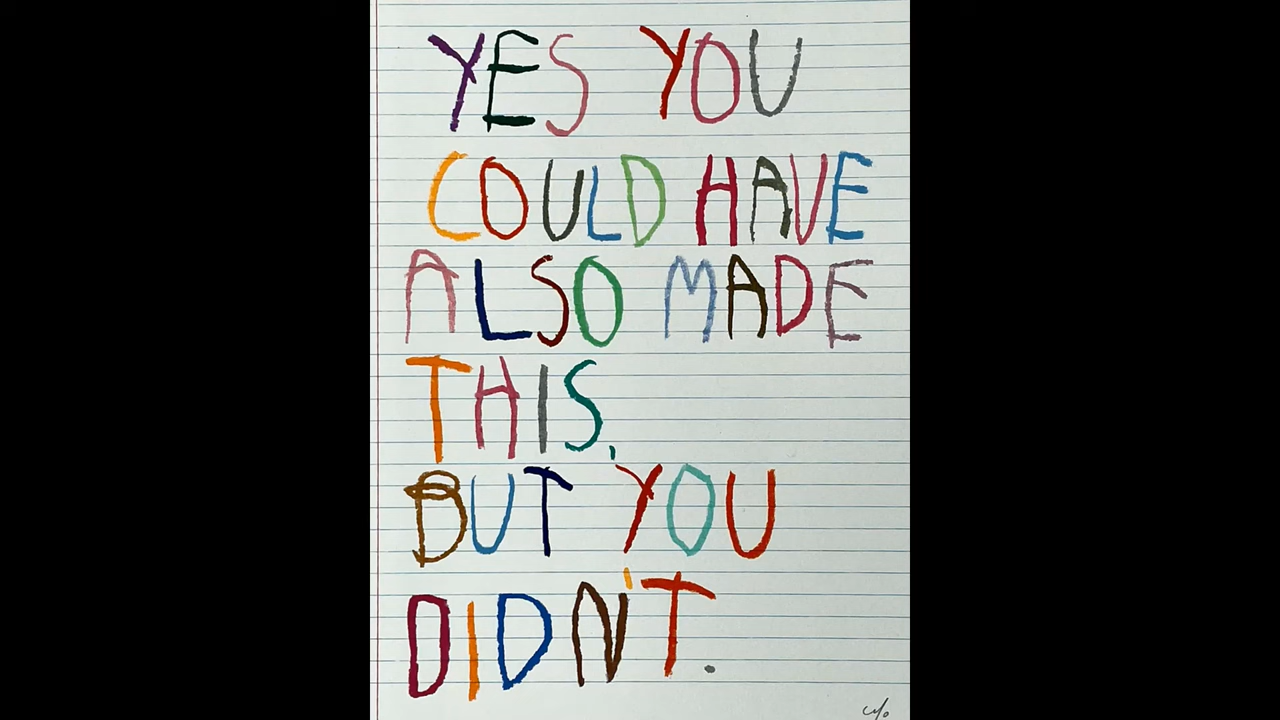 YES YOU
COULD HAVE
ALSO MADE
THIS,
BUT YOU
DIDN'T.